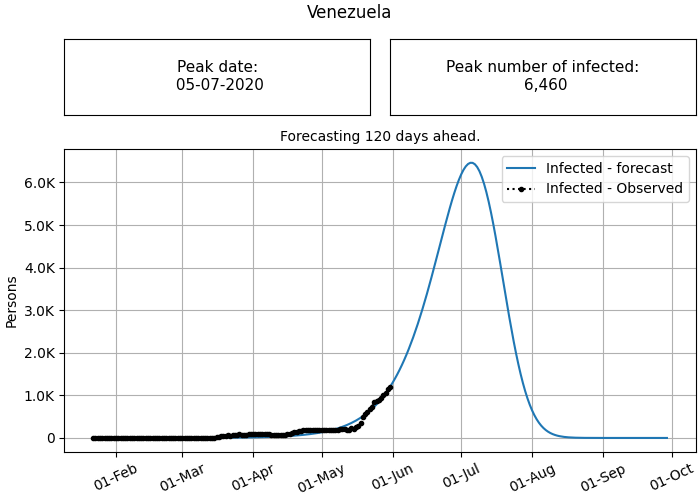 Venezuela
Peak date:
05-07-2020
Peak number of infected:
6,460
Forecasting 120 days ahead.
Infected - forecast
Infected - Observed
Persons
6.0K
5.0K
4.0K
3.0K
2.0K
1.0K
0
01-Feb
01-Mar
01-Apr
01-May
01-Jun
01-Jul
01-Aug
01-Sep
01-Oct